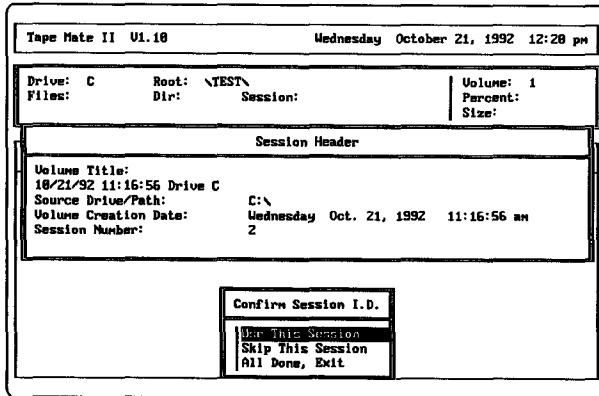 Tape Mate II V1.10 Wednesday October 21, 1992 12:20 pm
Drive: C Root: \TEST\ Volume: 1
Files: Dir: Session: Percent:
Size:
Session Header
Volume Title:
10/21/92 11:16:56 Drive C
Source Drive/Path: C:\
Volume Creation Date: Wednesday Oct. 21, 1992 11:16:56 am
Session Number: 2
Confirm Session I.D.
Use This Session
Skip This Session
All Done, Exit